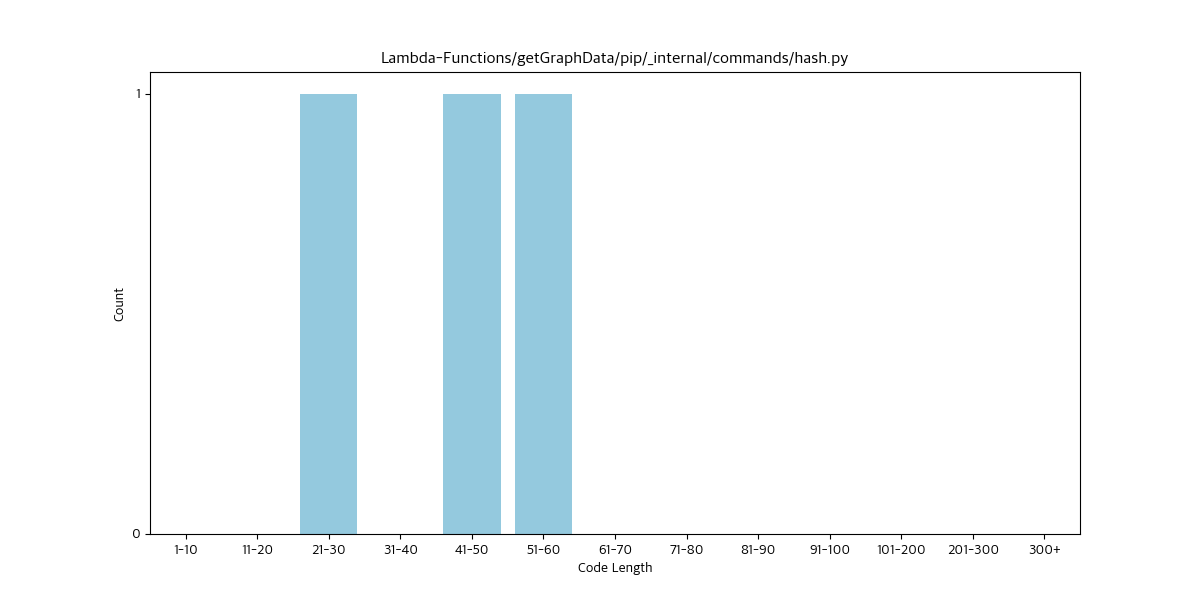 Lambda-Functions/getGraphData/pip/_internal/commands/hash.py
1
0
Count
1-10 11-20 21-30 31-40 41-50 51-60 61-70 71-80 81-90 91-100 101-200 201-300 300+
Code Length